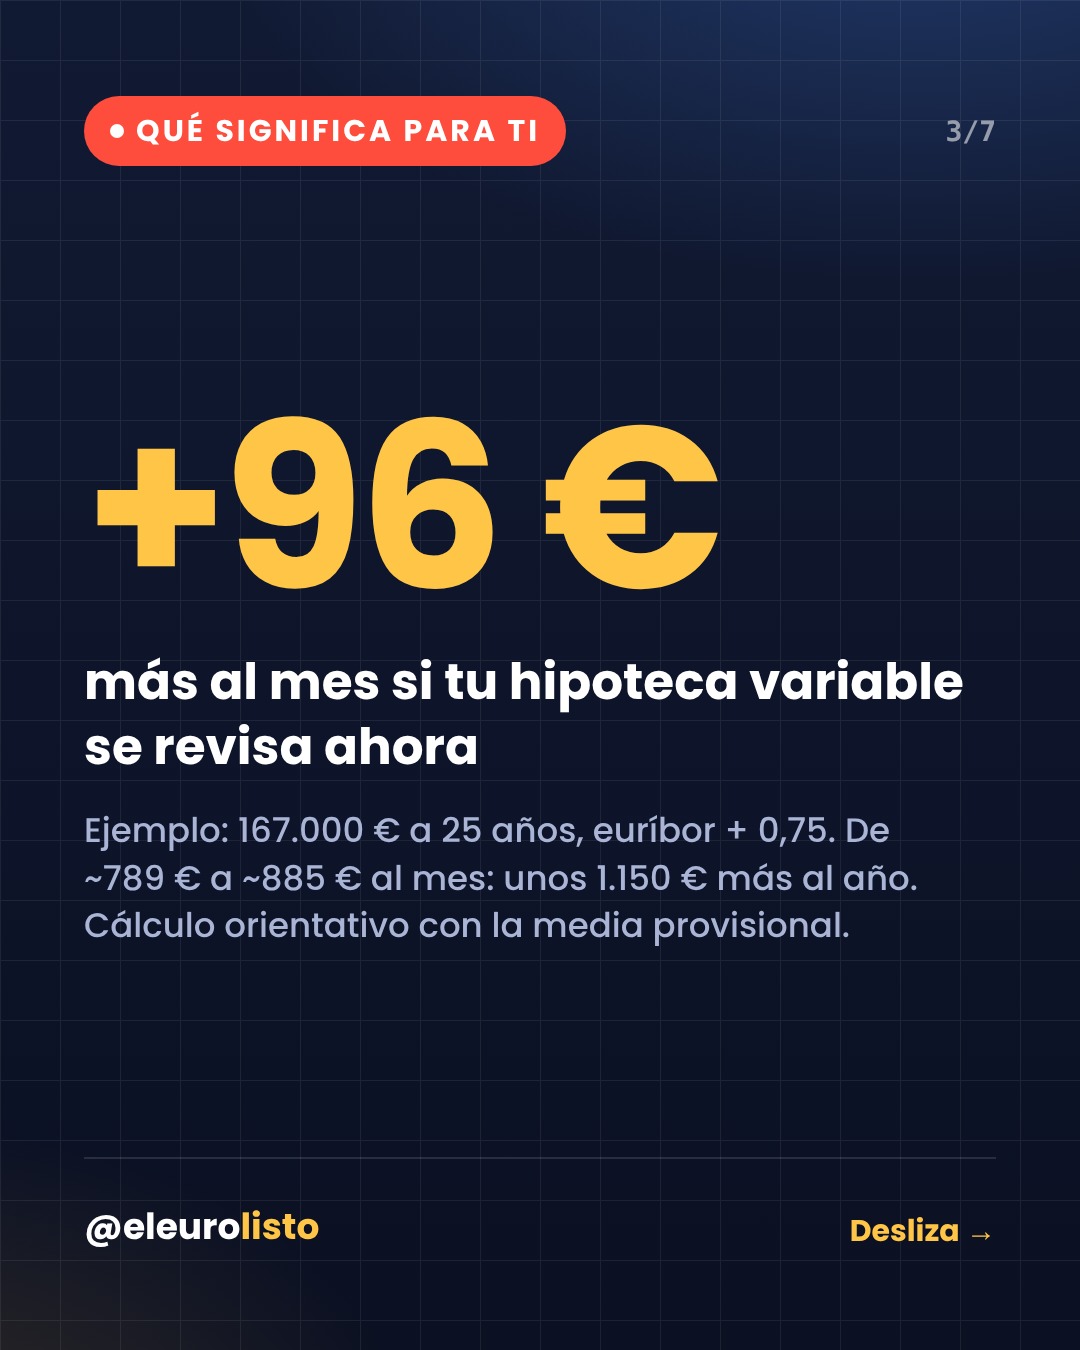 QUÉ SIGNIFICA PARA TI
3/7
+96 €
más al mes si tu hipoteca variable
se revisa ahora
Ejemplo: 167.000 € a 25 años, euríbor + 0,75. De
~789 € a ~885 € al mes: unos 1.150 € más al año.
Cálculo orientativo con la media provisional.
@eleurolisto
Desliza →